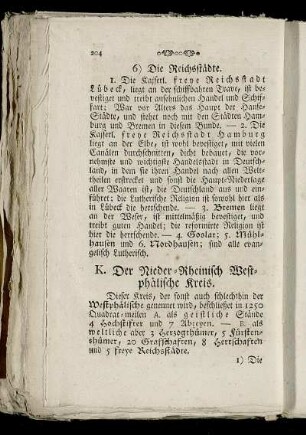 204
6) Die Reichsstädte.
1. Die Kayserl. freye Reichsstadt
Lübeck, liegt an der schiffbahren Trave, ist be-
vestiget und treibt ansehnlichen Handel und Schif-
fart; War vor Alters das Haupt der Hanse-
Städte, und stehet noch mit den Städten Ham-
burg und Bremen in diesen Bunde. — 2. Die
Kayserl. freye Reichsstadt Hamburg
liegt an der Elbe, ist wohl bevestiget, mit vielen
Canälen durchschnitten, dicht bebauet, die vor-
nehmste und wichtigste Handelsstadt in Deutsch-
land, in dem sie ihren Handel nach allen Welt-
theilen erstrecket und sonst die Haupt-Niederlage
aller Waaren ist, die Deutschland aus und ein-
führet; die Lutherische Religion ist sowohl hier als
in Lübeck die herrschende. — 3. Bremen liegt
an der Weser, ist mittelmäßig bevestiget, und
treibt guten Handel; die reformirte Religion ist
hier die herrschende. — 4. Goslar; 5. Mühl-
hausen und 6. Nordhausen; sind alle evan-
gelisch Lutherisch.
K. Der Nieder-Rheinisch West-
phälische Kreis.
Dieser Kreis, der sonst auch schlechthin der
Westphälische genennet wird, beschliesset in 1250
Quadrat-meilen A. als geistliche Stände
4 Hochstifter und 7 Abteyen. — B. als
weltliche aber 3 Herzogthümer, 5 Fürsten-
thümer, 20 Grafschaften, 8 Herrschaften
und 5 freye Reichsstädte.
1) Die